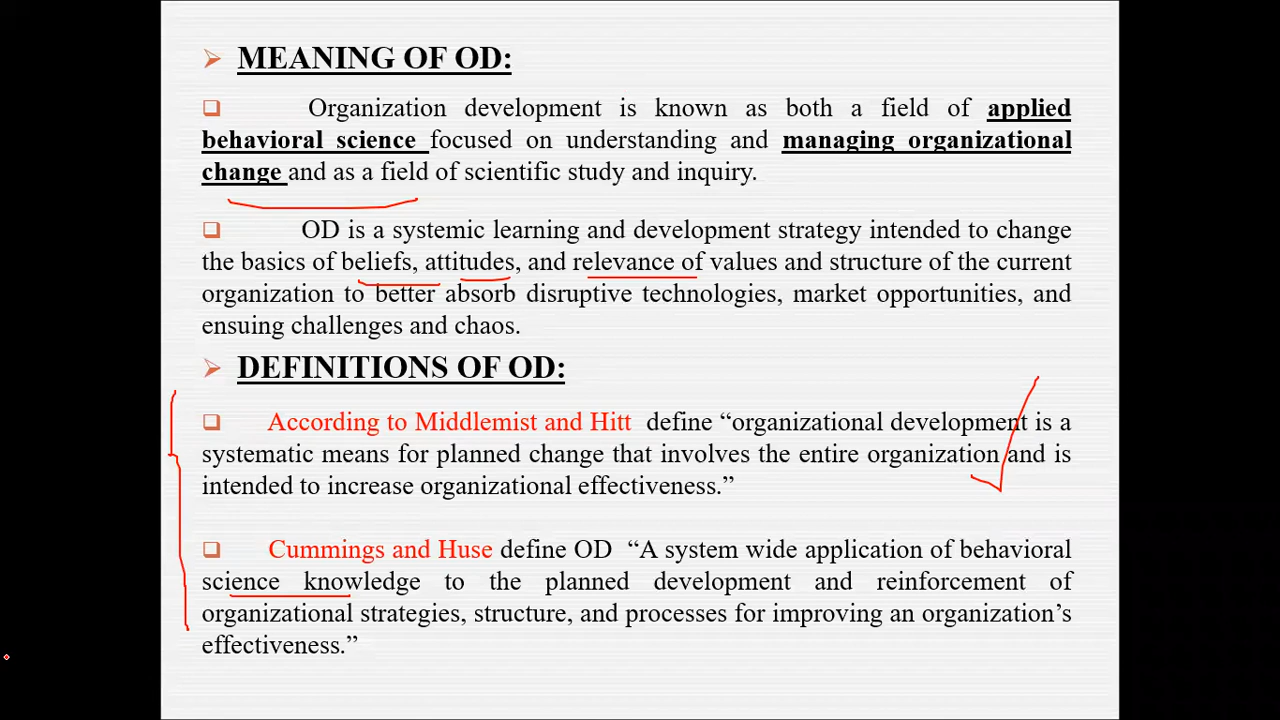 MEANING OF OD:
Organization development is known as both a field of applied
behavioral science focused on understanding and managing organizational
change and as a field of scientific study and inquiry.
OD is a systemic learning and development strategy intended to change
the basics of beliefs, attitudes, and relevance of values and structure of the current
organization to better absorb disruptive technologies, market opportunities, and
ensuing challenges and chaos.
DEFINITIONS OF OD:
According to Middlemist and Hitt define “organizational development is a
systematic means for planned change that involves the entire organization and is
intended to increase organizational effectiveness.”
Cummings and Huse define OD “A system wide application of behavioral
science knowledge to the planned development and reinforcement of
organizational strategies, structure, and processes for improving an organization’s
effectiveness.”